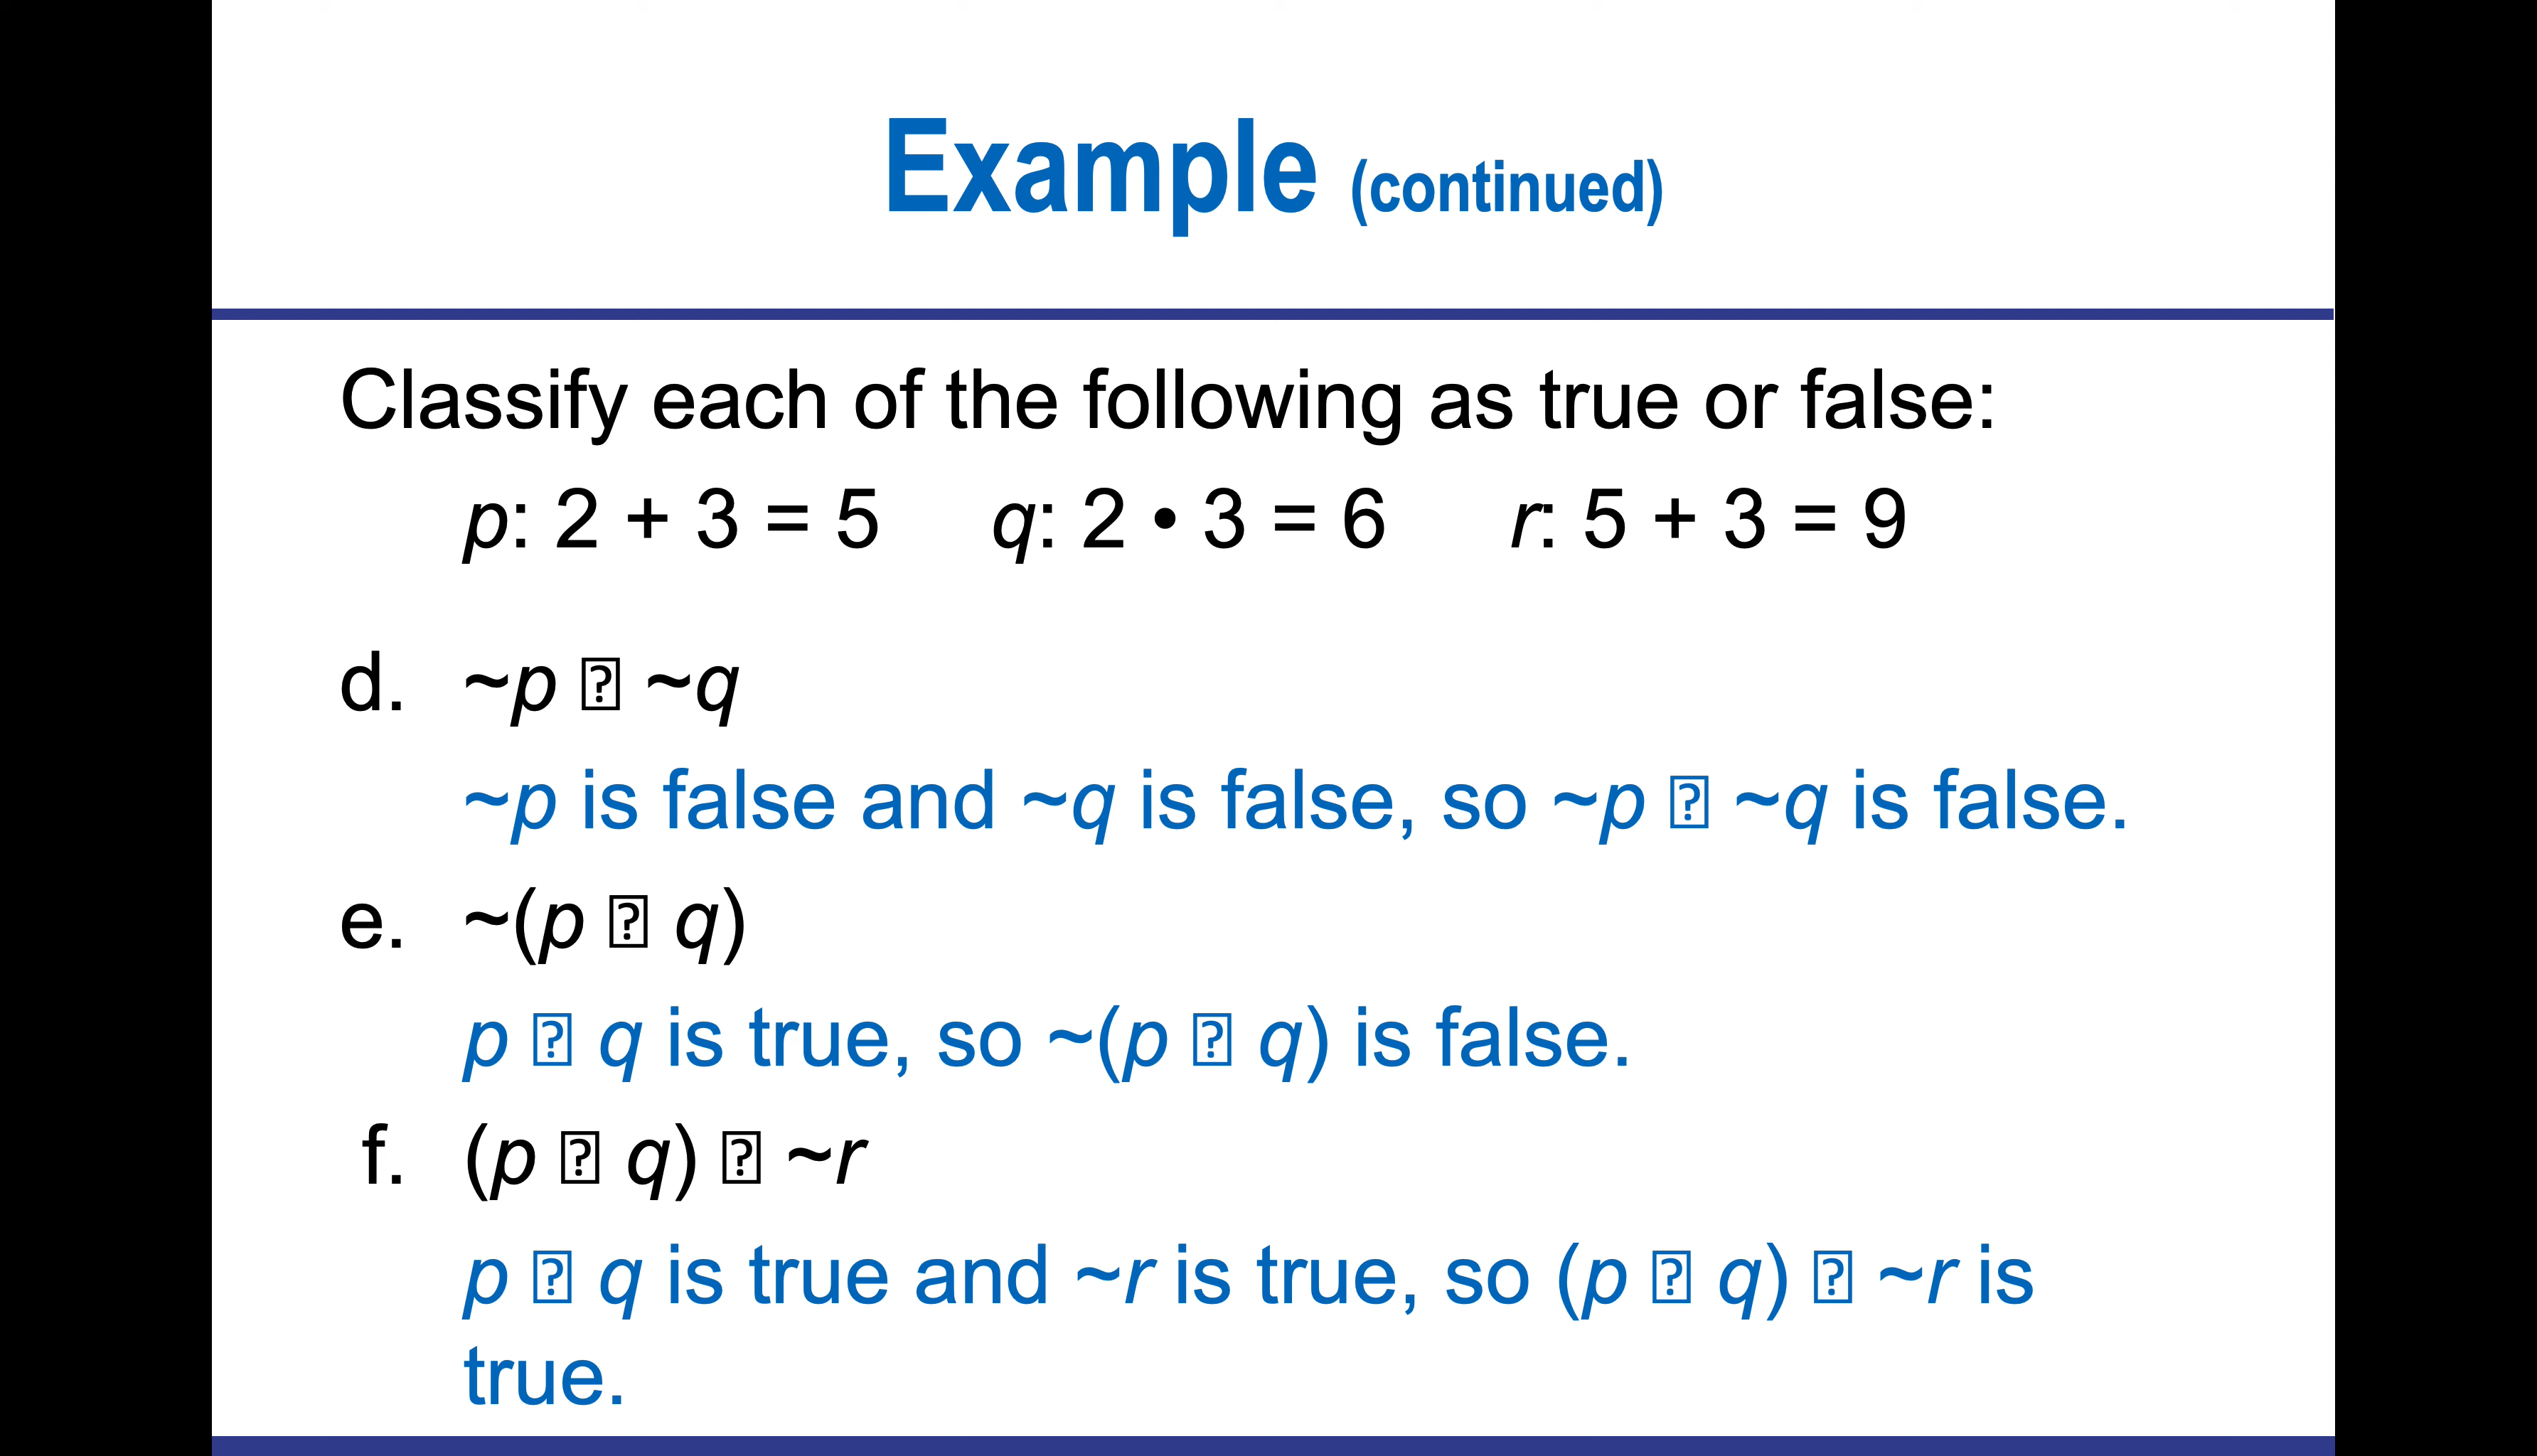 Example (continued)
Classify each of the following as true or false:
p: 2 + 3 = 5 q: 2 • 3 = 6 r: 5 + 3 = 9
d. ~p ⍰ ~q
~p is false and ~q is false, so ~p ⍰ ~q is false.
e. ~(p ⍰ q)
p ⍰ q is true, so ~(p ⍰ q) is false.
f. (p ⍰ q) ⍰ ~r
p ⍰ q is true and ~r is true, so (p ⍰ q) ⍰ ~r is
true.